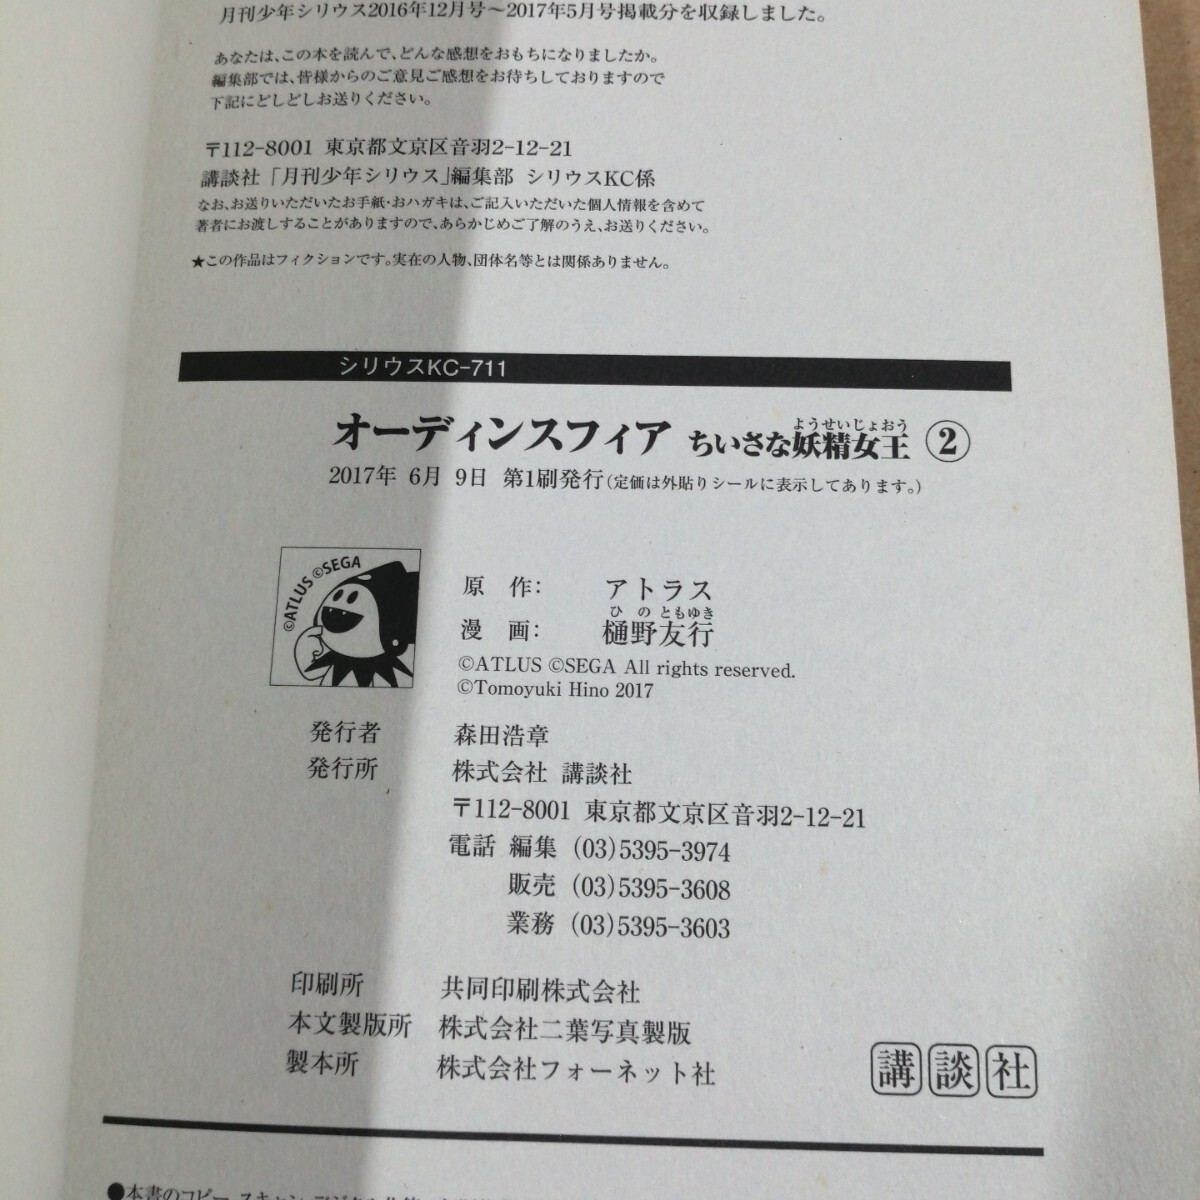 月刊少年シリウス2016年12月号～2017年5月号掲載分を収録しました。
あなたは、この本を読んで、どんな感想をおもちになりましたか。
編集部では、皆様からのご意見ご感想をお待ちしておりますので
下記にどしどしお送りください。
〒112-8001 東京都文京区音羽2-12-21
講談社「月刊少年シリウス」編集部 シリウスKC係
なお、お送りいただいたお手紙・おハガキは、ご記入いただいた個人情報を含めて
著者にお渡しすることがありますので、あらかじめご了解のうえ、お送りください。
★この作品はフィクションです。実在の人物、団体名等とは関係ありません。
シリウスKC-711
ようせいじょおう
オーディンスフィア ちいさな妖精女王 ②
2017年 6月 9日 第1刷発行(定価は外貼りシールに表示してあります。)
©ATLUS ©SEGA
原 作: アトラス
ひ の ともゆき
漫 画: 樋野友行
©ATLUS ©SEGA All rights reserved.
©Tomoyuki Hino 2017
発行者 森田浩章
発行所 株式会社 講談社
〒112-8001 東京都文京区音羽2-12-21
電話 編集 (03)5395-3974
販売 (03)5395-3608
業務 (03)5395-3603
印刷所 共同印刷株式会社
本文製版所 株式会社二葉写真製版
製本所 株式会社フォーネット社
講談社
●本書のコピー、スキャン、デジタル化等